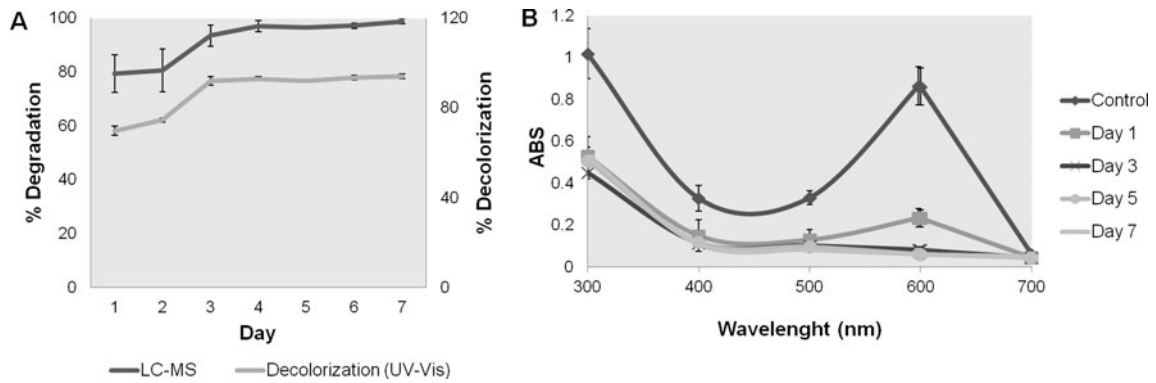 A
% Degradation
100
80
60
40
20
0
120
80
40
0
% Decolorization
1 2 3 4 5 6 7
Day
LC-MS
Decolorization (UV-Vis)
B
ABS
1.2
1
0.8
0.6
0.4
0.2
0
300 400 500 600 700
Wavelenght (nm)
Control
Day 1
Day 3
Day 5
Day 7